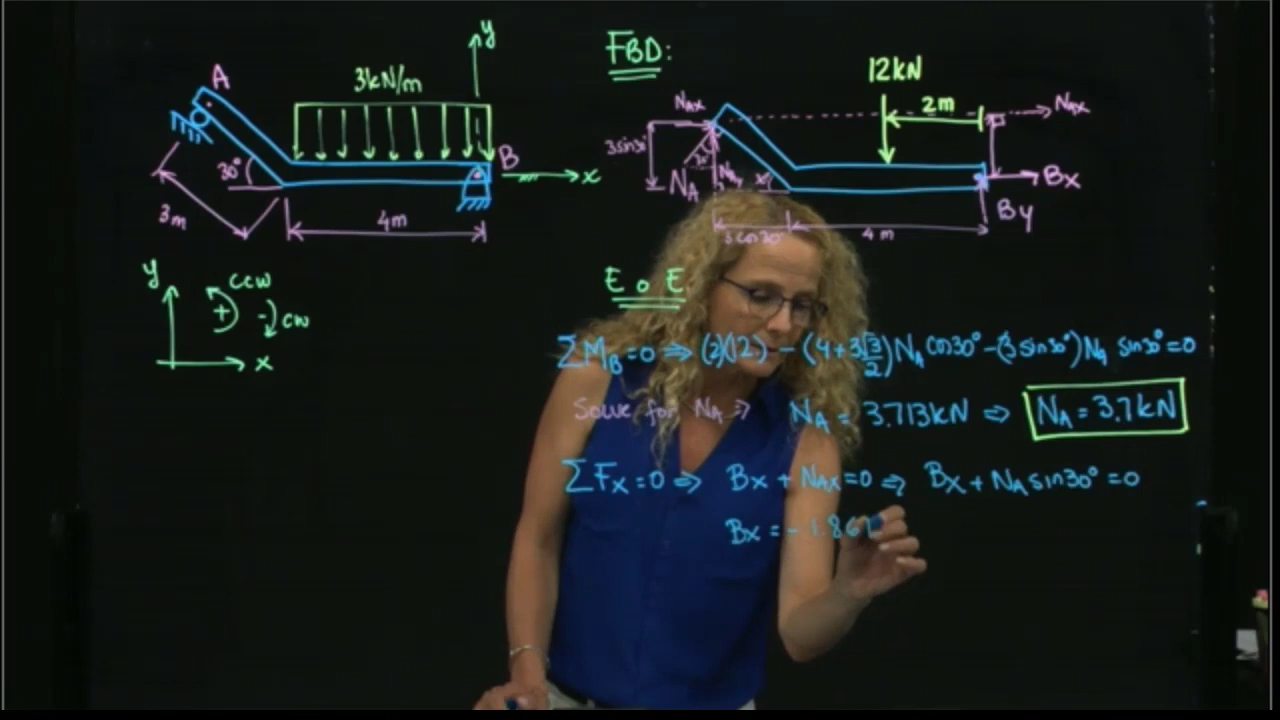 y
A
3kN/m
B
x
30°
3m
4m
y
ccw
+
- cw
x
FBD:
12kN
2m
NAx
NAx
3sin30
30°
NA
NAy
Bx
By
3cos30°
4m
E o E
ΣMB=0 ⇒ (2)(12) - (4+3√3/2)NA cos30° - (3 sin30°)NA sin30°=0
Solve for NA ⇒ NA = 3.713kN ⇒ NA = 3.7kN
ΣFx=0 ⇒ Bx + NAx=0 ⇒ Bx + NA sin30° = 0
Bx = - 1.86